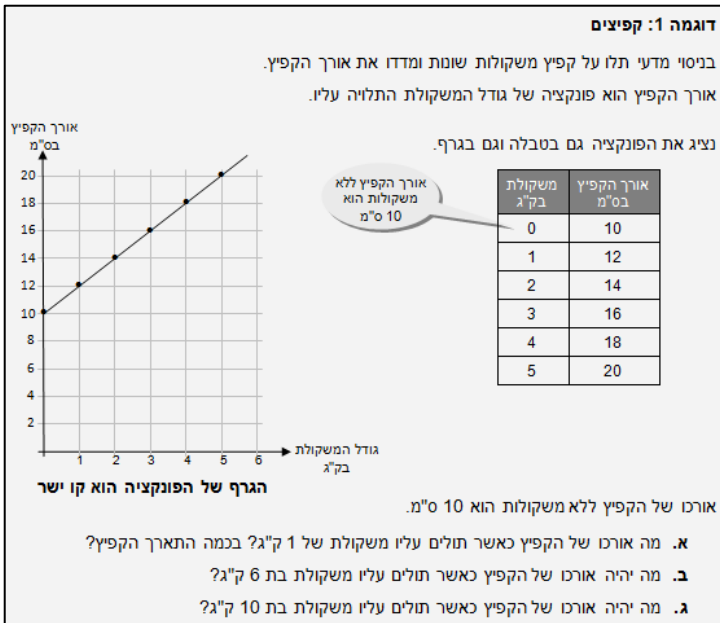 דוגמה 1: קפיצים
בניסוי מדעי תלו על קפיץ משקולות שונות ומדדו את אורך הקפיץ.
אורך הקפיץ הוא פונקציה של גודל המשקולת התלויה עליו.
נציג את הפונקציה גם בטבלה וגם בגרף.
משקולת בק"ג
אורך הקפיץ בס"מ
0 10
1 12
2 14
3 16
4 18
5 20
אורך הקפיץ ללא
משקולות הוא
10 ס"מ
אורך הקפיץ
בס"מ
20
18
16
14
12
10
8
6
4
2
1 2 3 4 5 6
גודל המשקולת
בק"ג
הגרף של הפונקציה הוא קו ישר
אורכו של הקפיץ ללא משקולות הוא 10 ס"מ.
א. מה אורכו של הקפיץ כאשר תולים עליו משקולת של 1 ק"ג? בכמה התארך הקפיץ?
ב. מה יהיה אורכו של הקפיץ כאשר תולים עליו משקולת בת 6 ק"ג?
ג. מה יהיה אורכו של הקפיץ כאשר תולים עליו משקולת בת 10 ק"ג?